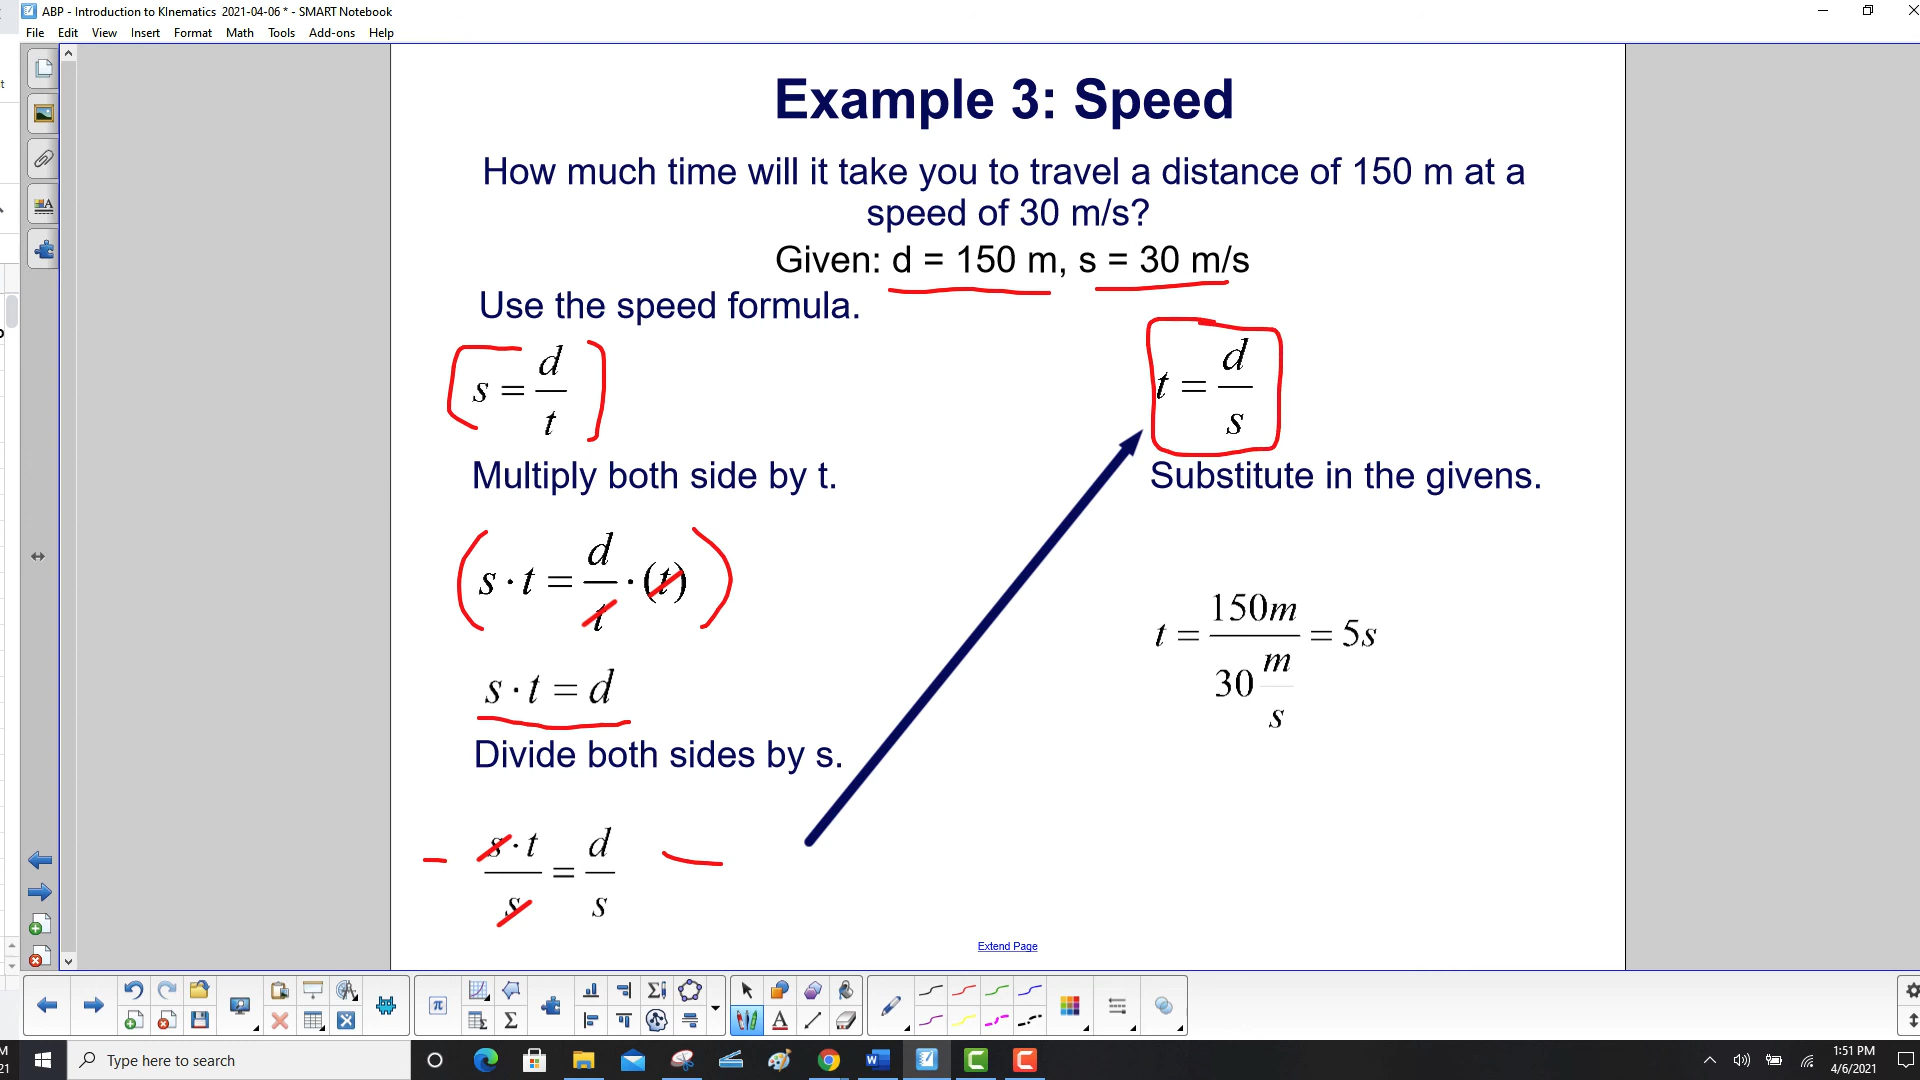 ABP - Introduction to KInematics  2021-04-06 * - SMART Notebook
File Edit View Insert Format Math Tools Add-ons Help
Example 3: Speed
How much time will it take you to travel a distance of 150 m at a
speed of 30 m/s?
Given: d = 150 m, s = 30 m/s
Use the speed formula.
s = d/t
Multiply both side by t.
s · t = d/t · (t)
s · t = d
Divide both sides by s.
s · t/s = d/s
t = d/s
Substitute in the givens.
t = 150m/30 m/s = 5s
Extend Page
Type here to search
1:51 PM
4/6/2021